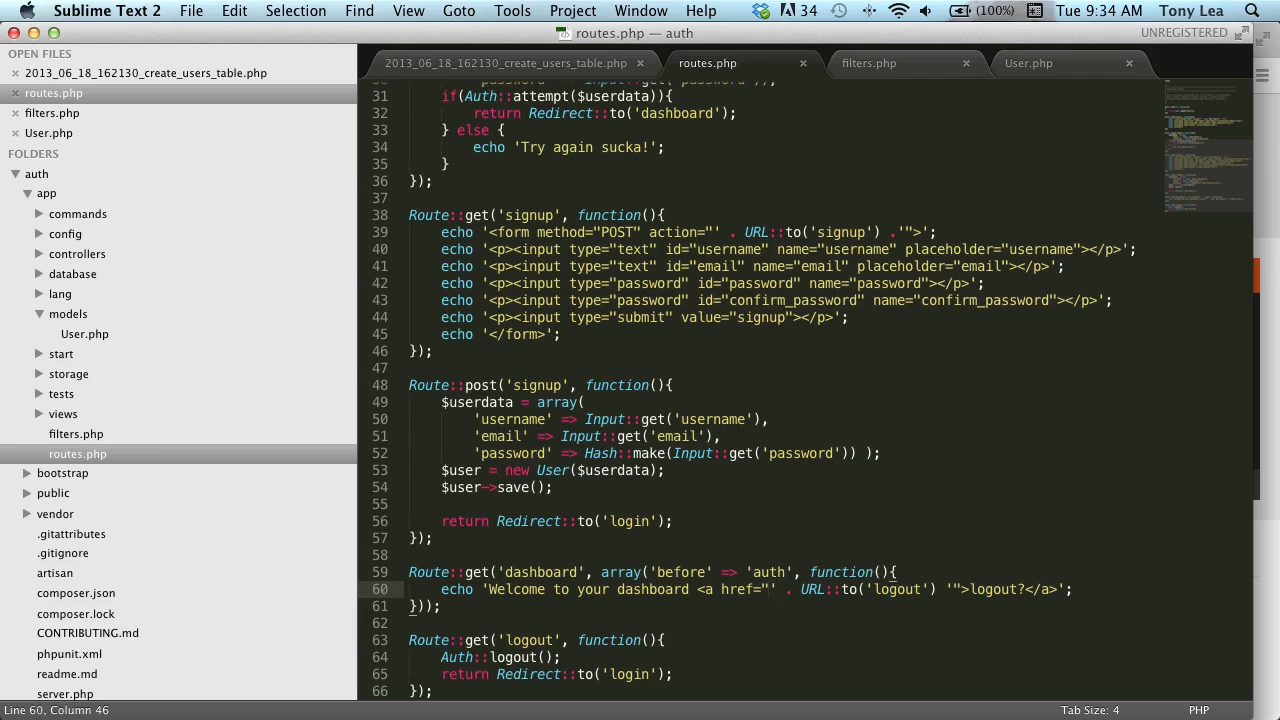 Sublime Text 2 File Edit Selection Find View Goto Tools Project Window Help 34 (100%) Tue 9:34 AM Tony Lea
routes.php — auth UNREGISTERED
OPEN FILES
2013_06_18_162130_create_users_table.php
routes.php
filters.php
User.php
FOLDERS
auth
app
commands
config
controllers
database
lang
models
User.php
start
storage
tests
views
filters.php
routes.php
bootstrap
public
vendor
.gitattributes
.gitignore
artisan
composer.json
composer.lock
CONTRIBUTING.md
phpunit.xml
readme.md
server.php
2013_06_18_162130_create_users_table.php routes.php filters.php User.php
31 if(Auth::attempt($userdata)){
32 return Redirect::to('dashboard');
33 } else {
34 echo 'Try again sucka!';
35 }
36 });
37
38 Route::get('signup', function(){
39 echo '<form method="POST" action="' . URL::to('signup') .'">';
40 echo '<p><input type="text" id="username" name="username" placeholder="username"></p>';
41 echo '<p><input type="text" id="email" name="email" placeholder="email"></p>';
42 echo '<p><input type="password" id="password" name="password"></p>';
43 echo '<p><input type="password" id="confirm_password" name="confirm_password"></p>';
44 echo '<p><input type="submit" value="signup"></p>';
45 echo '</form>';
46 });
47
48 Route::post('signup', function(){
49 $userdata = array(
50 'username' => Input::get('username'),
51 'email' => Input::get('email'),
52 'password' => Hash::make(Input::get('password')) );
53 $user = new User($userdata);
54 $user->save();
55
56 return Redirect::to('login');
57 });
58
59 Route::get('dashboard', array('before' => 'auth', function(){
60 echo 'Welcome to your dashboard <a href="' . URL::to('logout') '">logout?</a>';
61 }));
62
63 Route::get('logout', function(){
64 Auth::logout();
65 return Redirect::to('login');
66 });
Line 60, Column 46 Tab Size: 4 PHP